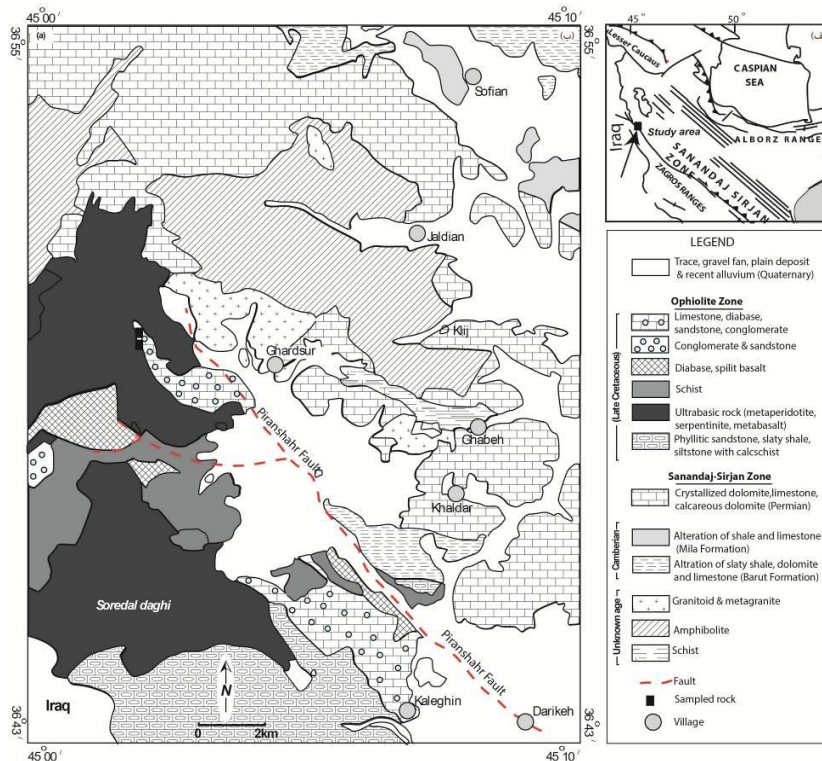 45 00′
45 10′
36° 55′
36° 55′
(a)
(ب)
Sofian
Jaldian
Klij
Ghardsur
Piranshahr Fault
Ghabeh
Khaldar
Soredal daghi
Piranshahr Fault
Iraq
N
0 2km
Kaleghin
Darikeh
36° 43′
36° 43′
45 00′
45 10′
45° 50°
Lesser Caucaus
CASPIAN
SEA
Iraq
Study area
ALBORZ RANGE
SANANDAJ SIRJAN
ZONE
ZAGROS RANGES
LEGEND
Trace, gravel fan, plain deposit
& recent alluvium (Quaternary)
Ophiolite Zone
(Late Cretaceous)
Limestone, diabase,
sandstone, conglomerate
Conglomerate & sandstone
Diabase, spilit basalt
Schist
Ultrabasic rock (metaperidotite,
serpentinite, metabasalt)
Phyllitic sandstone, slaty shale,
siltstone with calcschist
Sanandaj-Sirjan Zone
Crystallized dolomite,limestone,
calcareous dolomite (Permian)
Camberian
Alteration of shale and limestone
(Mila Formation)
Altration of slaty shale, dolomite
and limestone (Barut Formation)
Unknown age
Granitoid & metagranite
Amphibolite
Schist
Fault
Sampled rock
Village